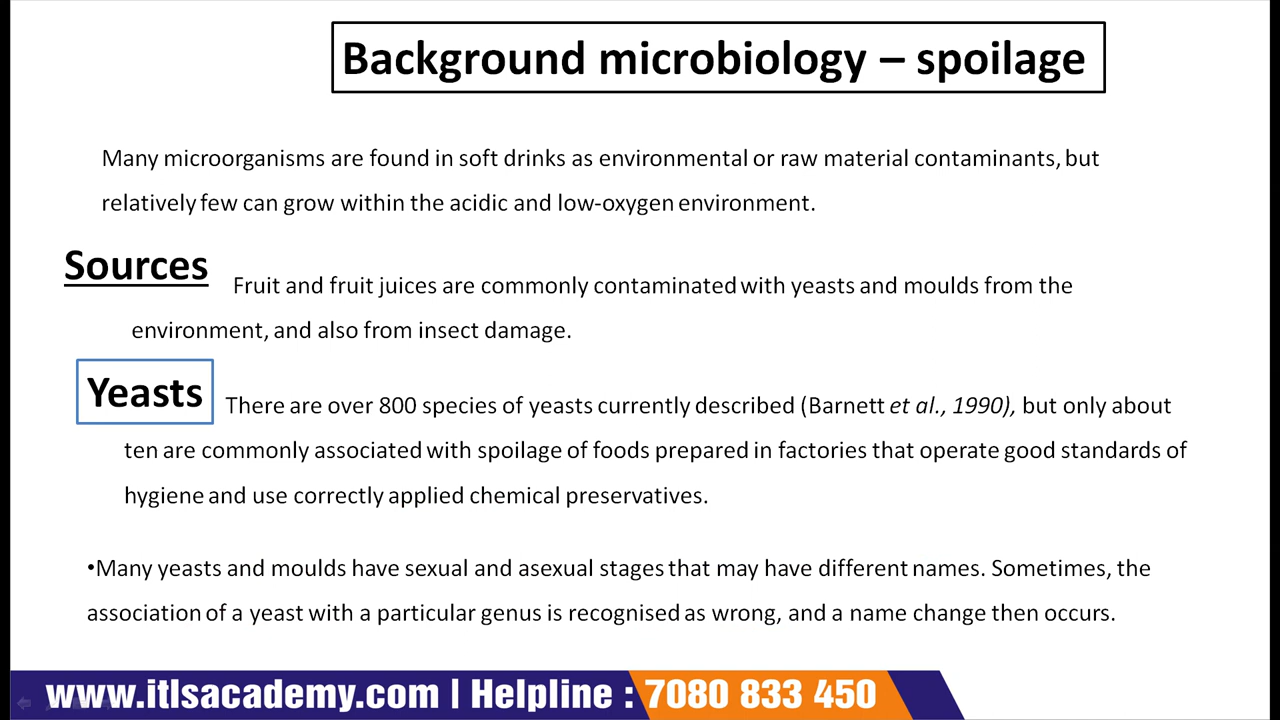 Background microbiology – spoilage
Many microorganisms are found in soft drinks as environmental or raw material contaminants, but
relatively few can grow within the acidic and low-oxygen environment.
Sources
Fruit and fruit juices are commonly contaminated with yeasts and moulds from the
environment, and also from insect damage.
Yeasts
There are over 800 species of yeasts currently described (Barnett et al., 1990), but only about
ten are commonly associated with spoilage of foods prepared in factories that operate good standards of
hygiene and use correctly applied chemical preservatives.
•Many yeasts and moulds have sexual and asexual stages that may have different names. Sometimes, the
association of a yeast with a particular genus is recognised as wrong, and a name change then occurs.
www.itlsacademy.com | Helpline : 7080 833 450